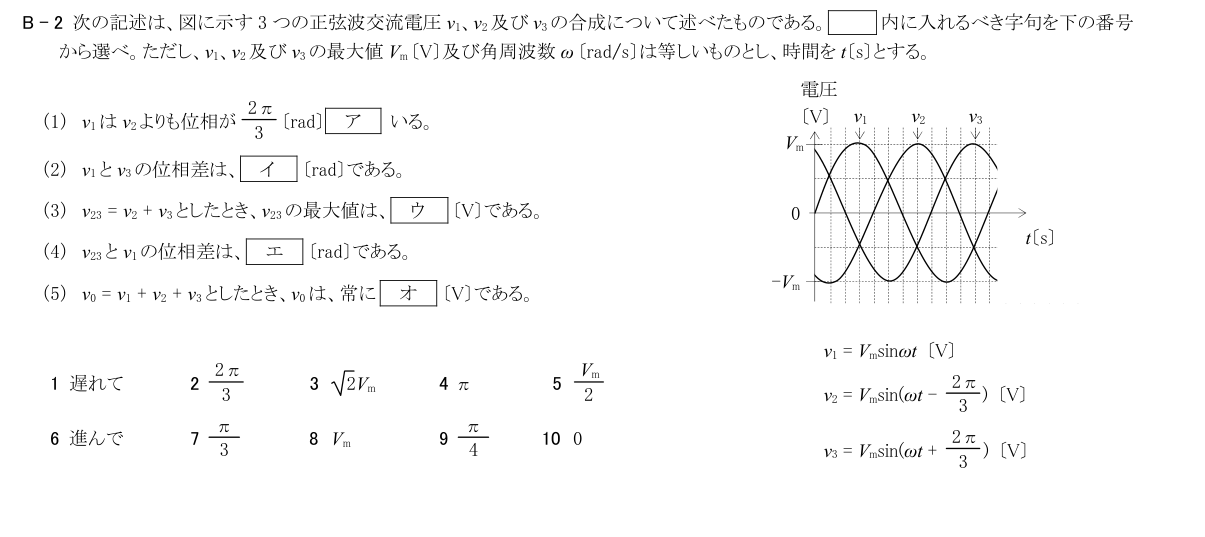 B－2 次の記述は、図に示す3つの正弦波交流電圧 v₁、v₂ 及び v₃ の合成について述べたものである。 内に入れるべき字句を下の番号
から選べ。ただし、v₁、v₂ 及び v₃ の最大値 Vm〔V〕及び角周波数 ω〔rad/s〕は等しいものとし、時間を t〔s〕とする。
(1) v₁ は v₂ よりも位相が 2π/3〔rad〕 ア いる。
(2) v₁ と v₃ の位相差は、 イ 〔rad〕である。
(3) v₂₃ = v₂ + v₃ としたとき、v₂₃ の最大値は、 ウ 〔V〕である。
(4) v₂₃ と v₁ の位相差は、 エ 〔rad〕である。
(5) v₀ = v₁ + v₂ + v₃ としたとき、v₀ は、常に オ 〔V〕である。
電圧
〔V〕 v₁ v₂ v₃
Vm
0
t〔s〕
-Vm
v₁ = Vm sinωt 〔V〕
v₂ = Vm sin(ωt − 2π/3) 〔V〕
v₃ = Vm sin(ωt + 2π/3) 〔V〕
1 遅れて 2 2π/3 3 √2Vm 4 π 5 Vm/2
6 進んで 7 π/3 8 Vm 9 π/4 10 0